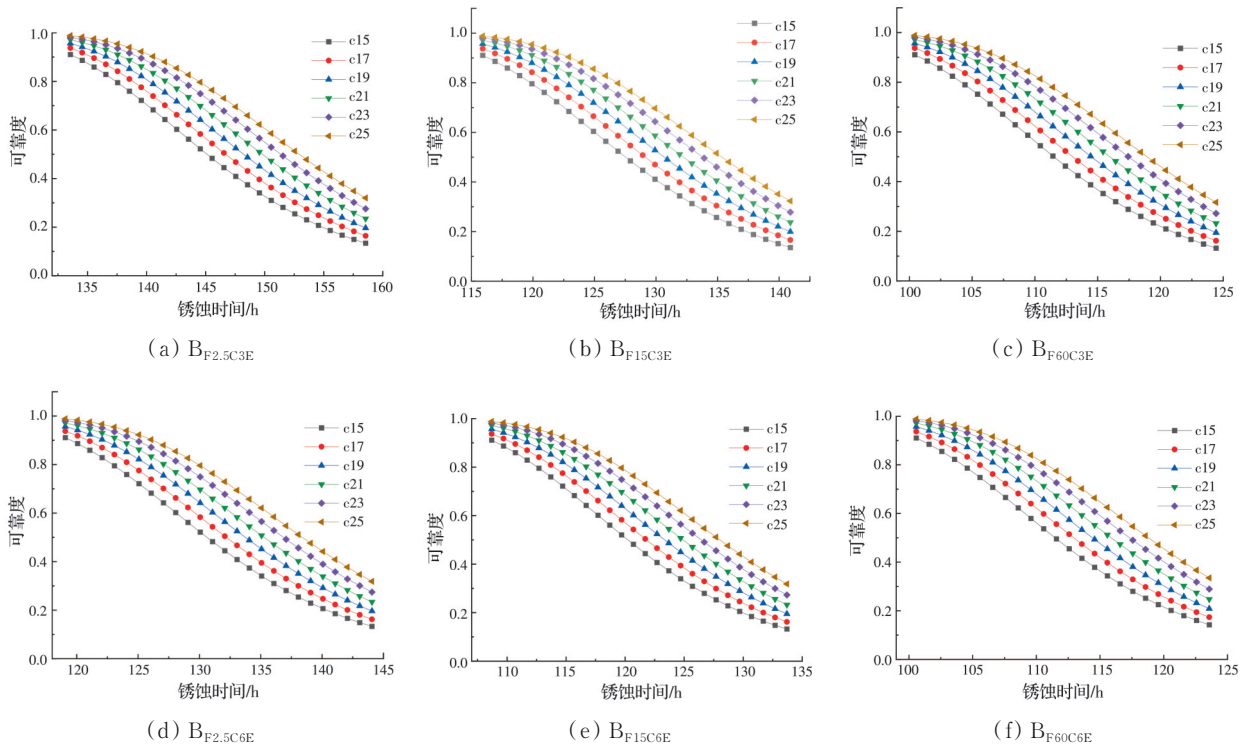 1.0
0.8
0.6
0.4
0.2
0.0
可靠度
c15
c17
c19
c21
c23
c25
135 140 145 150 155 160
锈蚀时间/h
(a) B_F2.5C3E
1.0
0.8
0.6
0.4
0.2
0.0
可靠度
c15
c17
c19
c21
c23
c25
115 120 125 130 135 140
锈蚀时间/h
(b) B_F15C3E
1.0
0.8
0.6
0.4
0.2
0.0
可靠度
c15
c17
c19
c21
c23
c25
100 105 110 115 120 125
锈蚀时间/h
(c) B_F60C3E
1.0
0.8
0.6
0.4
0.2
0.0
可靠度
c15
c17
c19
c21
c23
c25
120 125 130 135 140 145
锈蚀时间/h
(d) B_F2.5C6E
1.0
0.8
0.6
0.4
0.2
0.0
可靠度
c15
c17
c19
c21
c23
c25
110 115 120 125 130 135
锈蚀时间/h
(e) B_F15C6E
1.0
0.8
0.6
0.4
0.2
0.0
可靠度
c15
c17
c19
c21
c23
c25
100 105 110 115 120 125
锈蚀时间/h
(f) B_F60C6E